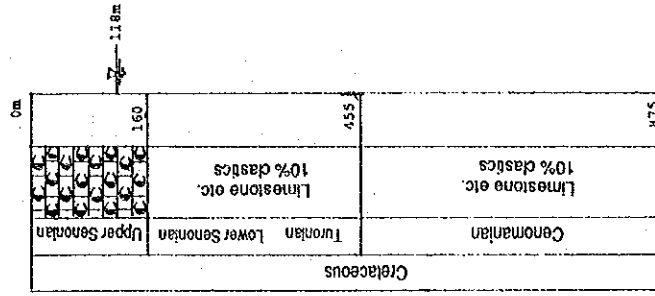 Cretaceous
Upper Senonian
Lower Senonian
Turonian
Cenomanian
Limestone etc.
10% clastics
Limestone etc.
10% clastics
0m
118m
160
455